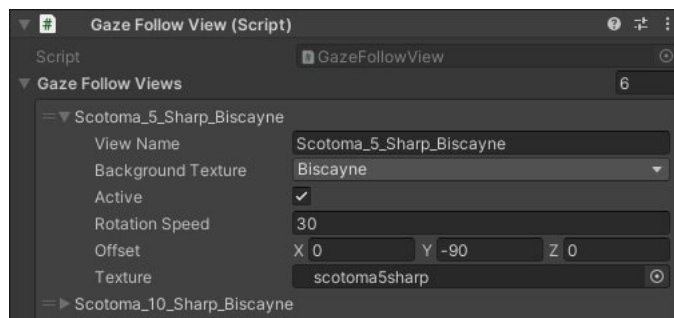 # Gaze Follow View (Script)
Script GazeFollowView
Gaze Follow Views 6
Scotoma_5_Sharp_Biscayne
View Name Scotoma_5_Sharp_Biscayne
Background Texture Biscayne
Active
Rotation Speed 30
Offset X 0 Y -90 Z 0
Texture scotoma5sharp
Scotoma_10_Sharp_Biscayne